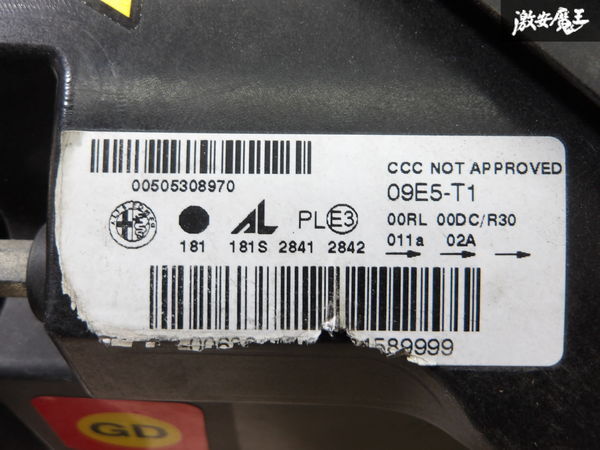 激安魔王
CCC NOT APPROVED
00505308970
09E5-T1
PL E3
00RL 00DC/R30
181 181S 2841 2842
011a 02A
589999
GD